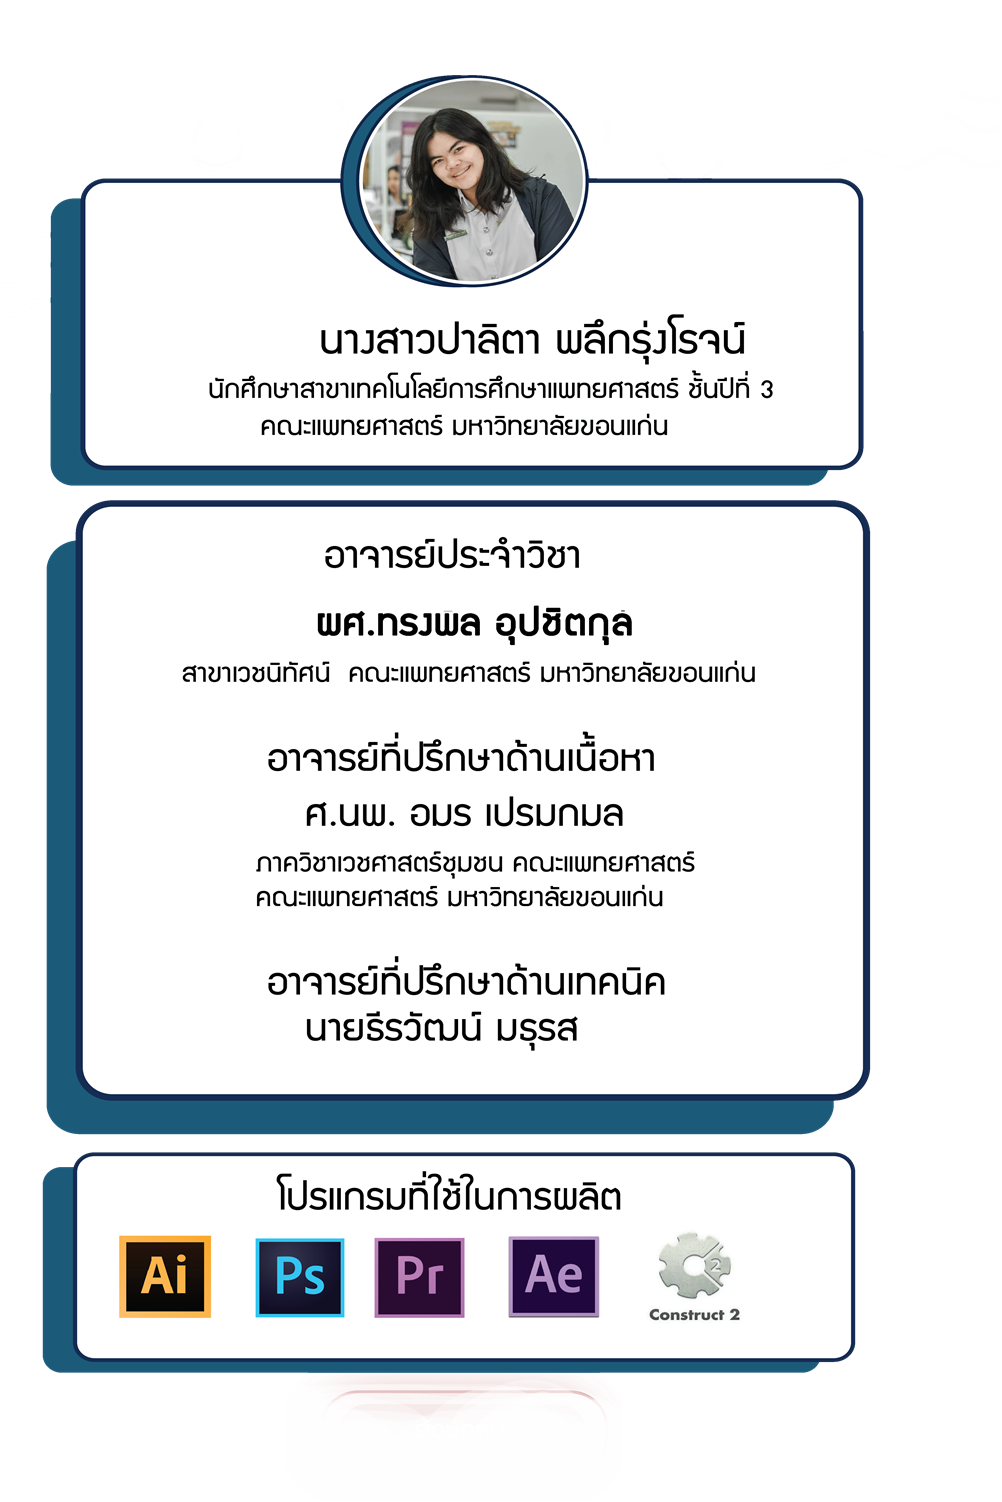 นางสาวปาลิตา พลึกรุ่งโรจน์
นักศึกษาสาขาเทคโนโลยีการศึกษาแพทยศาสตร์ ชั้นปีที่ 3
คณะแพทยศาสตร์ มหาวิทยาลัยขอนแก่น
อาจารย์ประจำวิชา
ผศ.ทรงพล อุปชิตกุล
สาขาเวชนิทัศน์ คณะแพทยศาสตร์ มหาวิทยาลัยขอนแก่น
อาจารย์ที่ปรึกษาด้านเนื้อหา
ศ.นพ. อมร เปรมกมล
ภาควิชาเวชศาสตร์ชุมชน คณะแพทยศาสตร์
คณะแพทยศาสตร์ มหาวิทยาลัยขอนแก่น
อาจารย์ที่ปรึกษาด้านเทคนิค
นายธีรวัฒน์ มธุรส
โปรแกรมที่ใช้ในการผลิต
Ai Ps Pr Ae 2
Construct 2